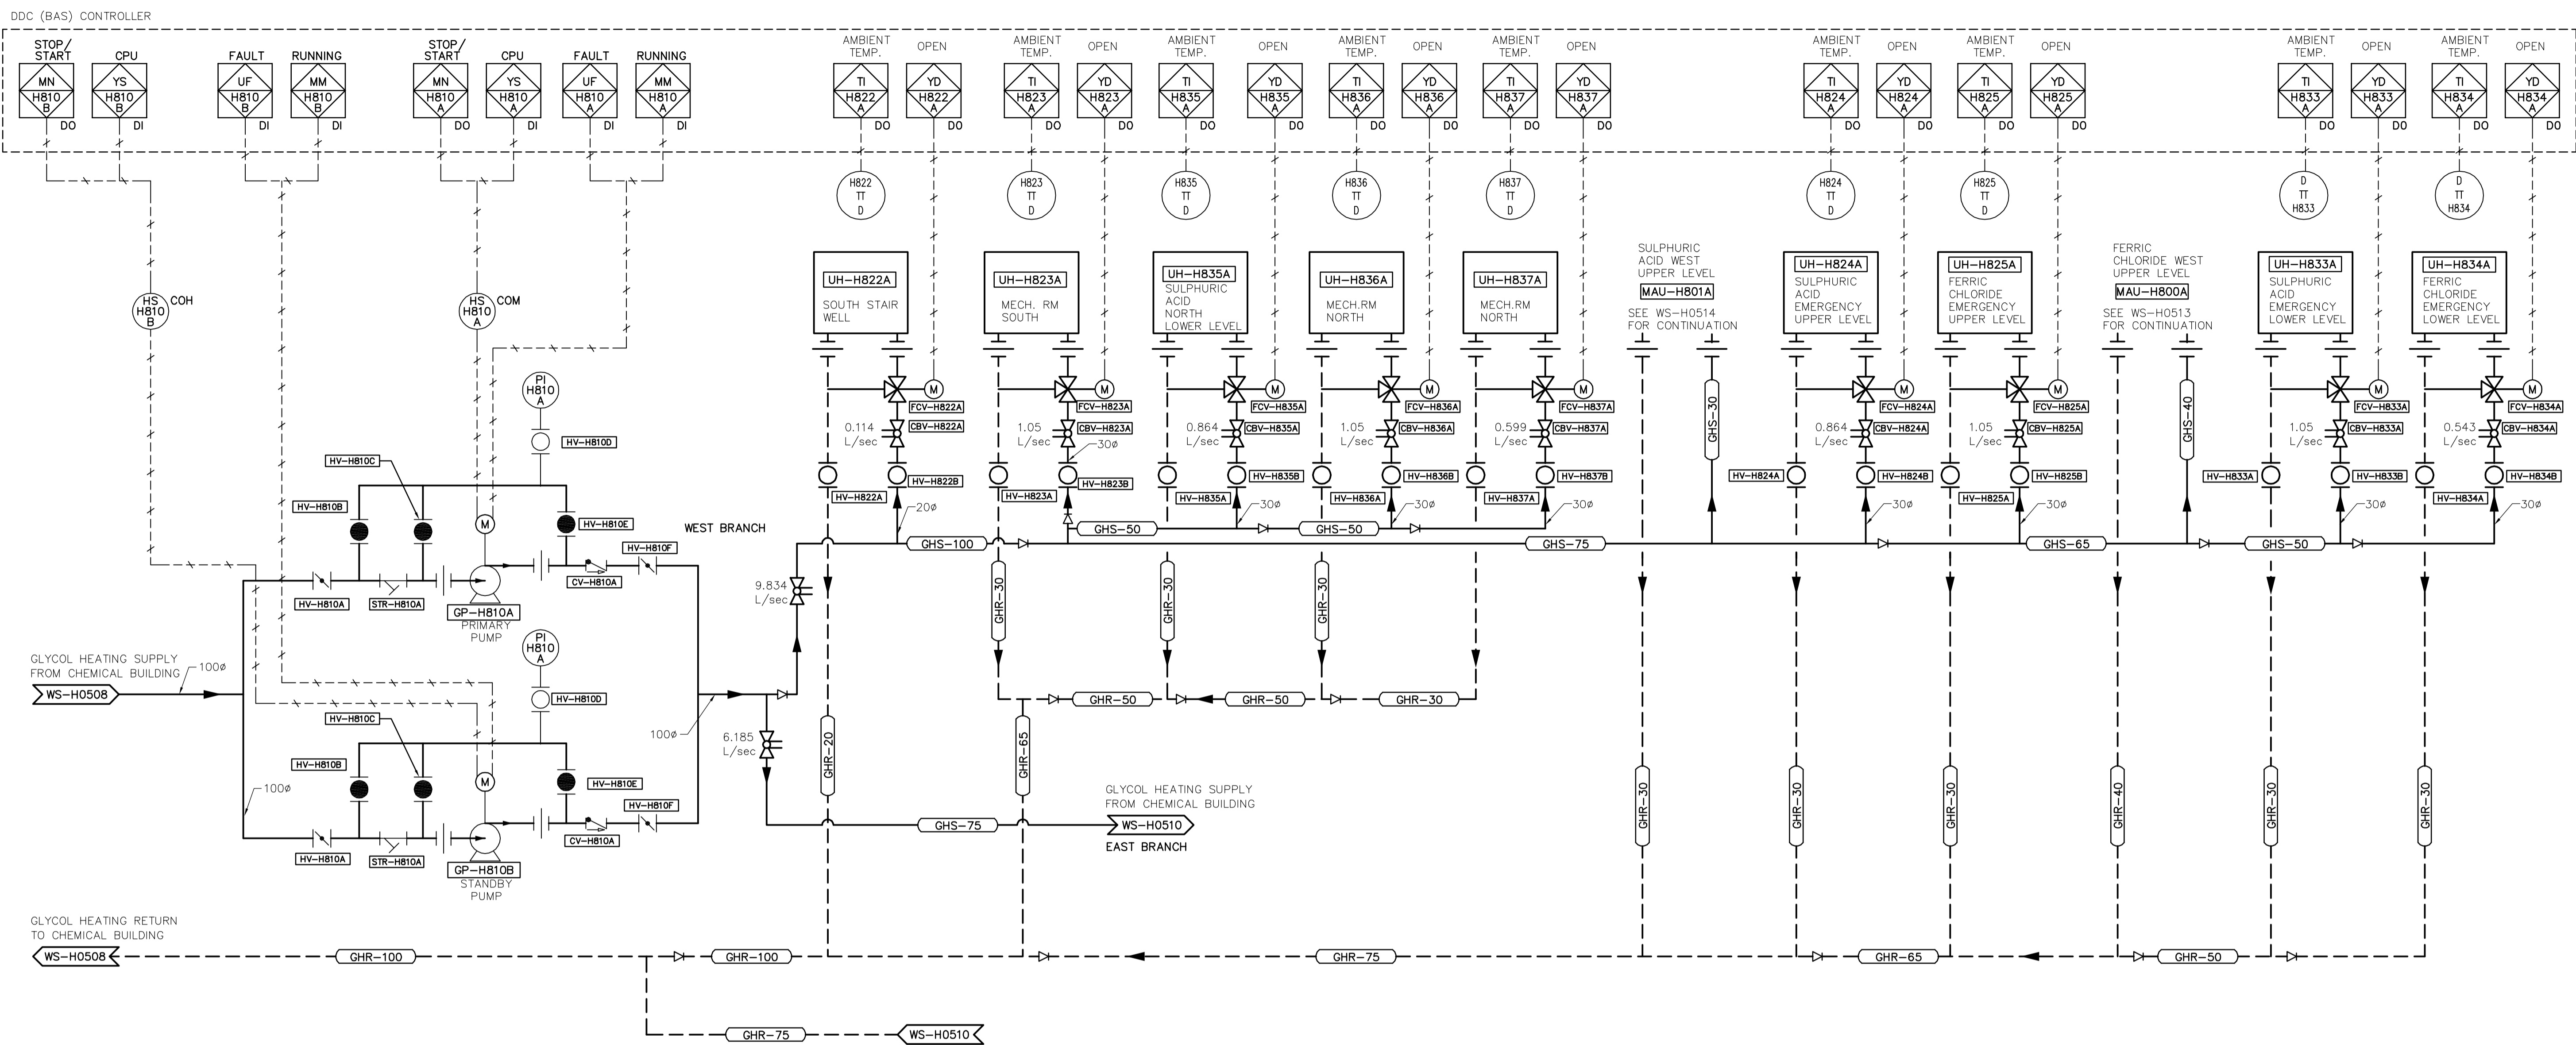 DDC (BAS) CONTROLLER
STOP/
START
CPU
FAULT
RUNNING
STOP/
START
CPU
FAULT
RUNNING
AMBIENT
TEMP.
OPEN
AMBIENT
TEMP.
OPEN
AMBIENT
TEMP.
OPEN
AMBIENT
TEMP.
OPEN
AMBIENT
TEMP.
OPEN
AMBIENT
TEMP.
OPEN
AMBIENT
TEMP.
OPEN
AMBIENT
TEMP.
OPEN
AMBIENT
TEMP.
OPEN
MN
H810
B
DO
YS
H810
B
DI
UF
H810
B
DI
MM
H810
B
DI
MN
H810
A
DO
YS
H810
A
DI
UF
H810
A
DI
MM
H810
A
DI
TI
H822
A
DO
YD
H822
A
DO
TI
H823
A
DO
YD
H823
A
DO
TI
H835
A
DO
YD
H835
A
DO
TI
H836
A
DO
YD
H836
A
DO
TI
H837
A
DO
YD
H837
A
DO
TI
H824
A
DO
YD
H824
A
DO
TI
H825
A
DO
YD
H825
A
DO
TI
H833
A
DO
YD
H833
A
DO
TI
H834
A
DO
YD
H834
A
DO
H822
TT
D
H823
TT
D
H835
TT
D
H836
TT
D
H837
TT
D
H824
TT
D
H825
TT
D
D
TT
H833
D
TT
H834
HS
H810
B
COH
HS
H810
A
COM
UH-H822A
SOUTH STAIR
WELL
UH-H823A
MECH. RM
SOUTH
UH-H835A
SULPHURIC
ACID
NORTH
LOWER LEVEL
UH-H836A
MECH.RM
NORTH
UH-H837A
MECH.RM
NORTH
SULPHURIC
ACID WEST
UPPER LEVEL
MAU-H801A
SEE WS-H0514
FOR CONTINUATION
UH-H824A
SULPHURIC
ACID
EMERGENCY
UPPER LEVEL
UH-H825A
FERRIC
CHLORIDE
EMERGENCY
UPPER LEVEL
FERRIC
CHLORIDE WEST
UPPER LEVEL
MAU-H800A
SEE WS-H0513
FOR CONTINUATION
UH-H833A
SULPHURIC
ACID
EMERGENCY
LOWER LEVEL
UH-H834A
FERRIC
CHLORIDE
EMERGENCY
LOWER LEVEL
M
FCV-H822A
0.114
L/sec
CBV-H822A
HV-H822A
HV-H822B
20ø
M
FCV-H823A
1.05
L/sec
CBV-H823A
30ø
HV-H823A
HV-H823B
M
FCV-H835A
0.864
L/sec
CBV-H835A
HV-H835A
HV-H835B
30ø
M
FCV-H836A
1.05
L/sec
CBV-H836A
HV-H836A
HV-H836B
30ø
M
FCV-H837A
0.599
L/sec
CBV-H837A
HV-H837A
HV-H837B
30ø
GHS-30
M
FCV-H824A
0.864
L/sec
CBV-H824A
HV-H824A
HV-H824B
30ø
M
FCV-H825A
1.05
L/sec
CBV-H825A
HV-H825A
HV-H825B
30ø
GHS-40
M
FCV-H833A
1.05
L/sec
CBV-H833A
HV-H833A
HV-H833B
30ø
M
FCV-H834A
0.543
L/sec
CBV-H834A
HV-H834A
HV-H834B
30ø
PI
H810
A
HV-H810D
HV-H810C
HV-H810B
M
HV-H810E
HV-H810F
HV-H810A
STR-H810A
CV-H810A
GP-H810A
PRIMARY
PUMP
WEST BRANCH
GHS-100
GHS-50
GHS-50
GHS-75
GHS-65
GHS-50
9.834
L/sec
GHR-30
GHR-30
GHR-30
PI
H810
A
HV-H810D
GLYCOL HEATING SUPPLY
FROM CHEMICAL BUILDING
100ø
WS-H0508
HV-H810C
HV-H810B
M
HV-H810E
HV-H810F
100ø
HV-H810A
STR-H810A
CV-H810A
GP-H810B
STANDBY
PUMP
100ø
6.185
L/sec
GHR-50
GHR-50
GHR-30
GHR-20
GHR-65
GHR-30
GHR-30
GHR-30
GHR-40
GHR-30
GHR-30
GHS-75
GLYCOL HEATING SUPPLY
FROM CHEMICAL BUILDING
WS-H0510
EAST BRANCH
GLYCOL HEATING RETURN
TO CHEMICAL BUILDING
WS-H0508
GHR-100
GHR-100
GHR-75
GHR-65
GHR-50
GHR-75
WS-H0510